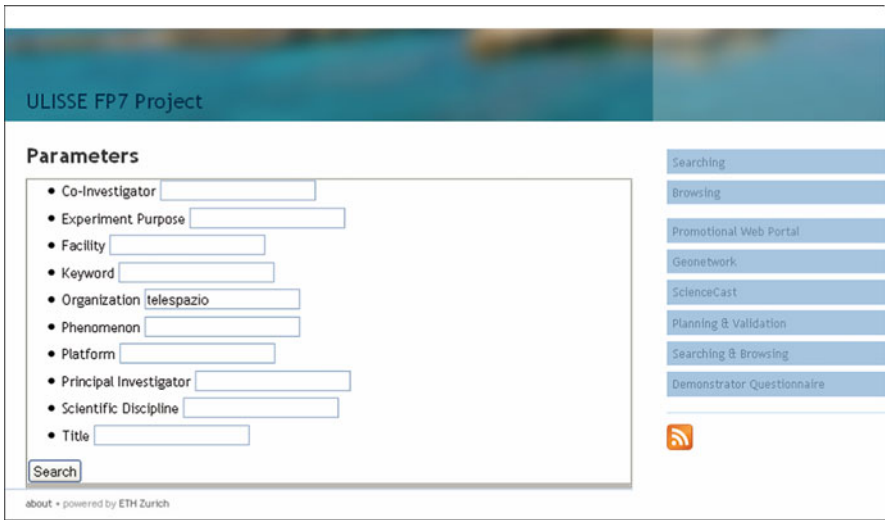 ULISSE FP7 Project
Parameters
• Co-Investigator
• Experiment Purpose
• Facility
• Keyword
• Organization telespazio
• Phenomenon
• Platform
• Principal Investigator
• Scientific Discipline
• Title
Search
about • powered by ETH Zurich
Searching
Browsing
Promotional Web Portal
Geonetwork
ScienceCast
Planning & Validation
Searching & Browsing
Demonstrator Questionnaire